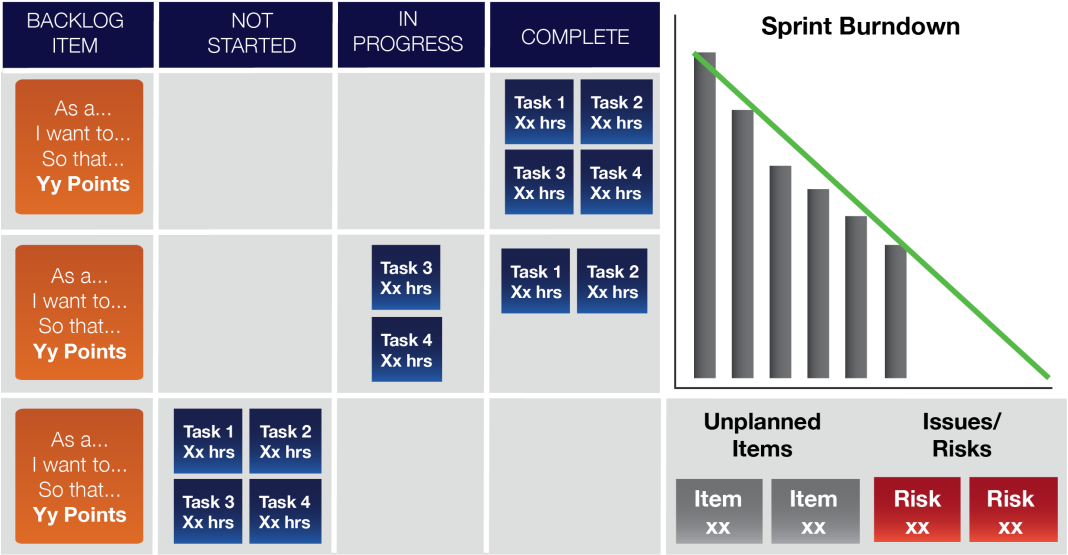 BACKLOG
ITEM
NOT
STARTED
IN
PROGRESS
COMPLETE
As a...
I want to...
So that...
Yy Points
Task 1
Xx hrs
Task 2
Xx hrs
Task 3
Xx hrs
Task 4
Xx hrs
As a...
I want to...
So that...
Yy Points
Task 3
Xx hrs
Task 4
Xx hrs
Task 1
Xx hrs
Task 2
Xx hrs
As a...
I want to...
So that...
Yy Points
Task 1
Xx hrs
Task 2
Xx hrs
Task 3
Xx hrs
Task 4
Xx hrs
Sprint Burndown
Unplanned
Items
Item
xx
Item
xx
Issues/
Risks
Risk
xx
Risk
xx